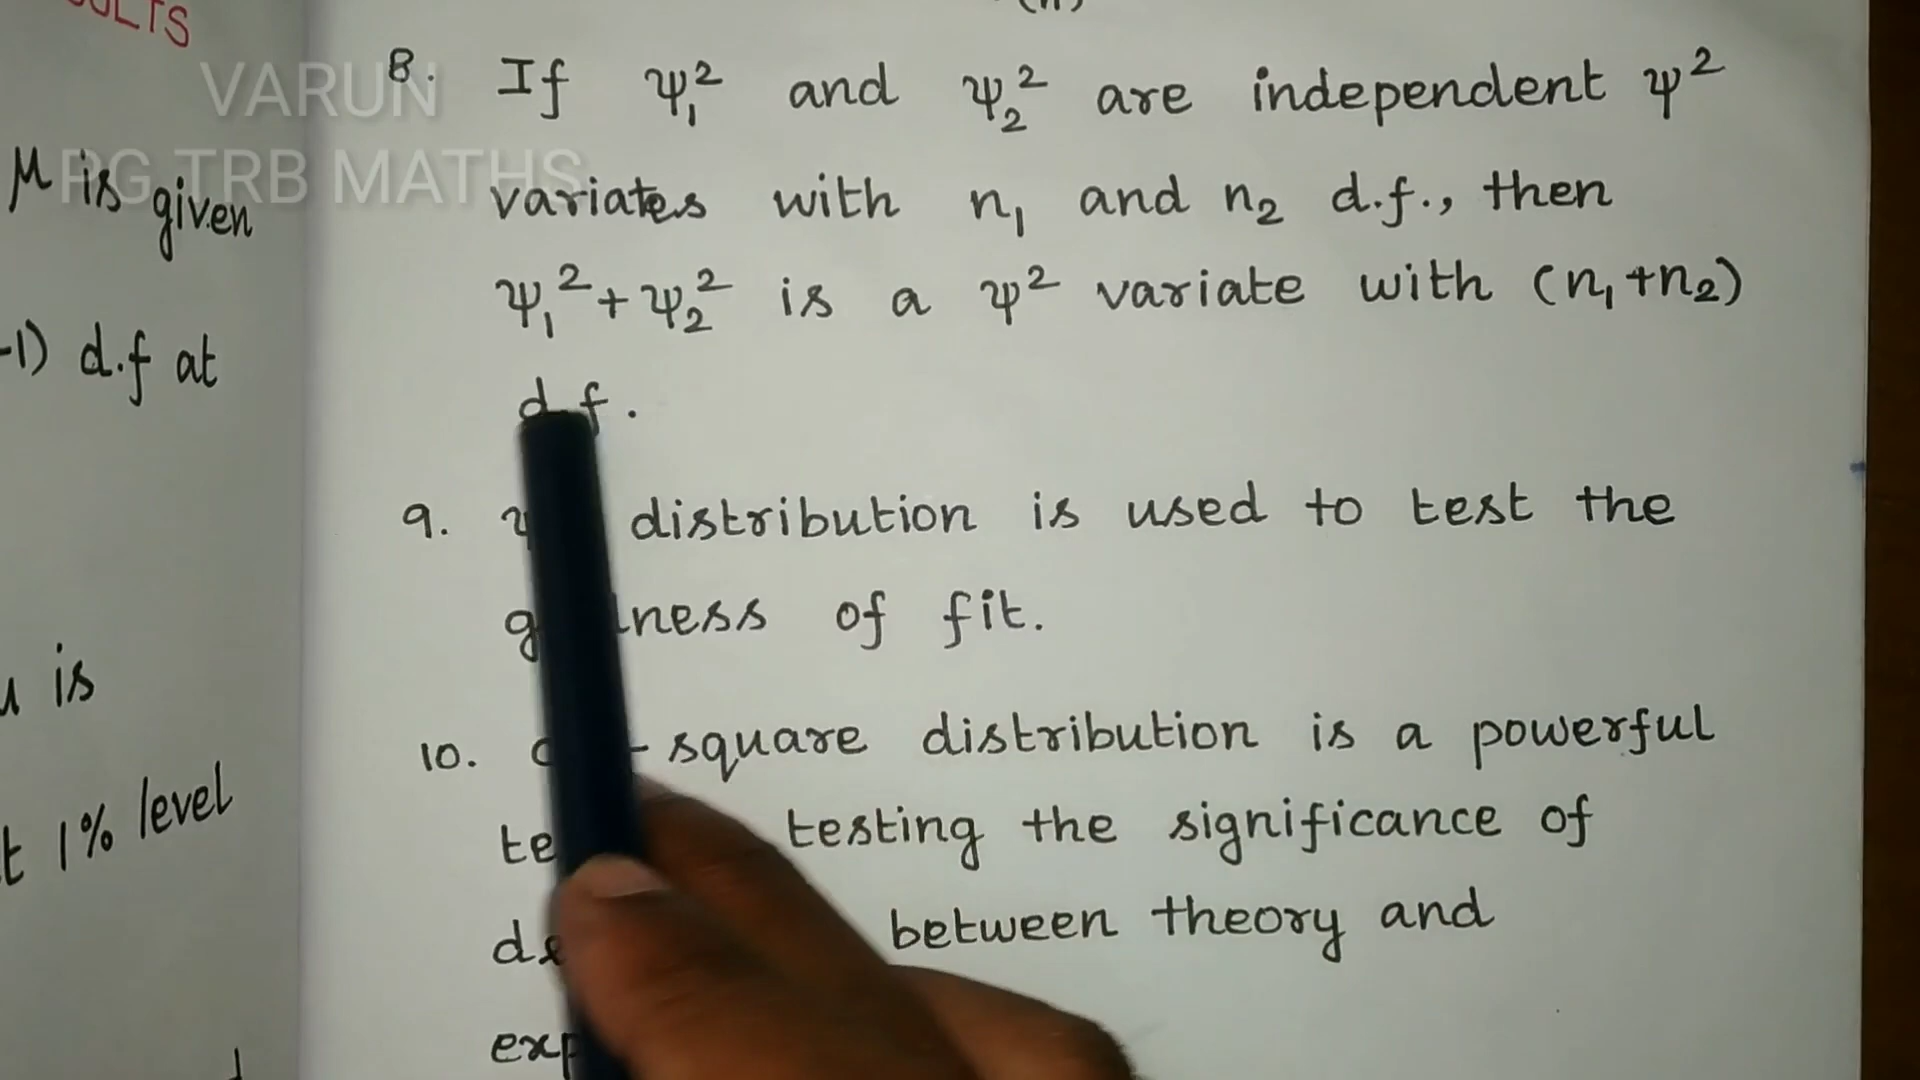 SULTS
VARUN
PG TRB MATHS
μ is given
-1) d.f at
is
1% level
(n)
8. If ψ₁² and ψ₂² are independent ψ²
variates with n₁ and n₂ d.f., then
ψ₁² + ψ₂² is a ψ² variate with (n₁+n₂)
d.f.
9. distribution is used to test the
of fit.
10. square distribution is a powerful
testing the significance of
between theory and